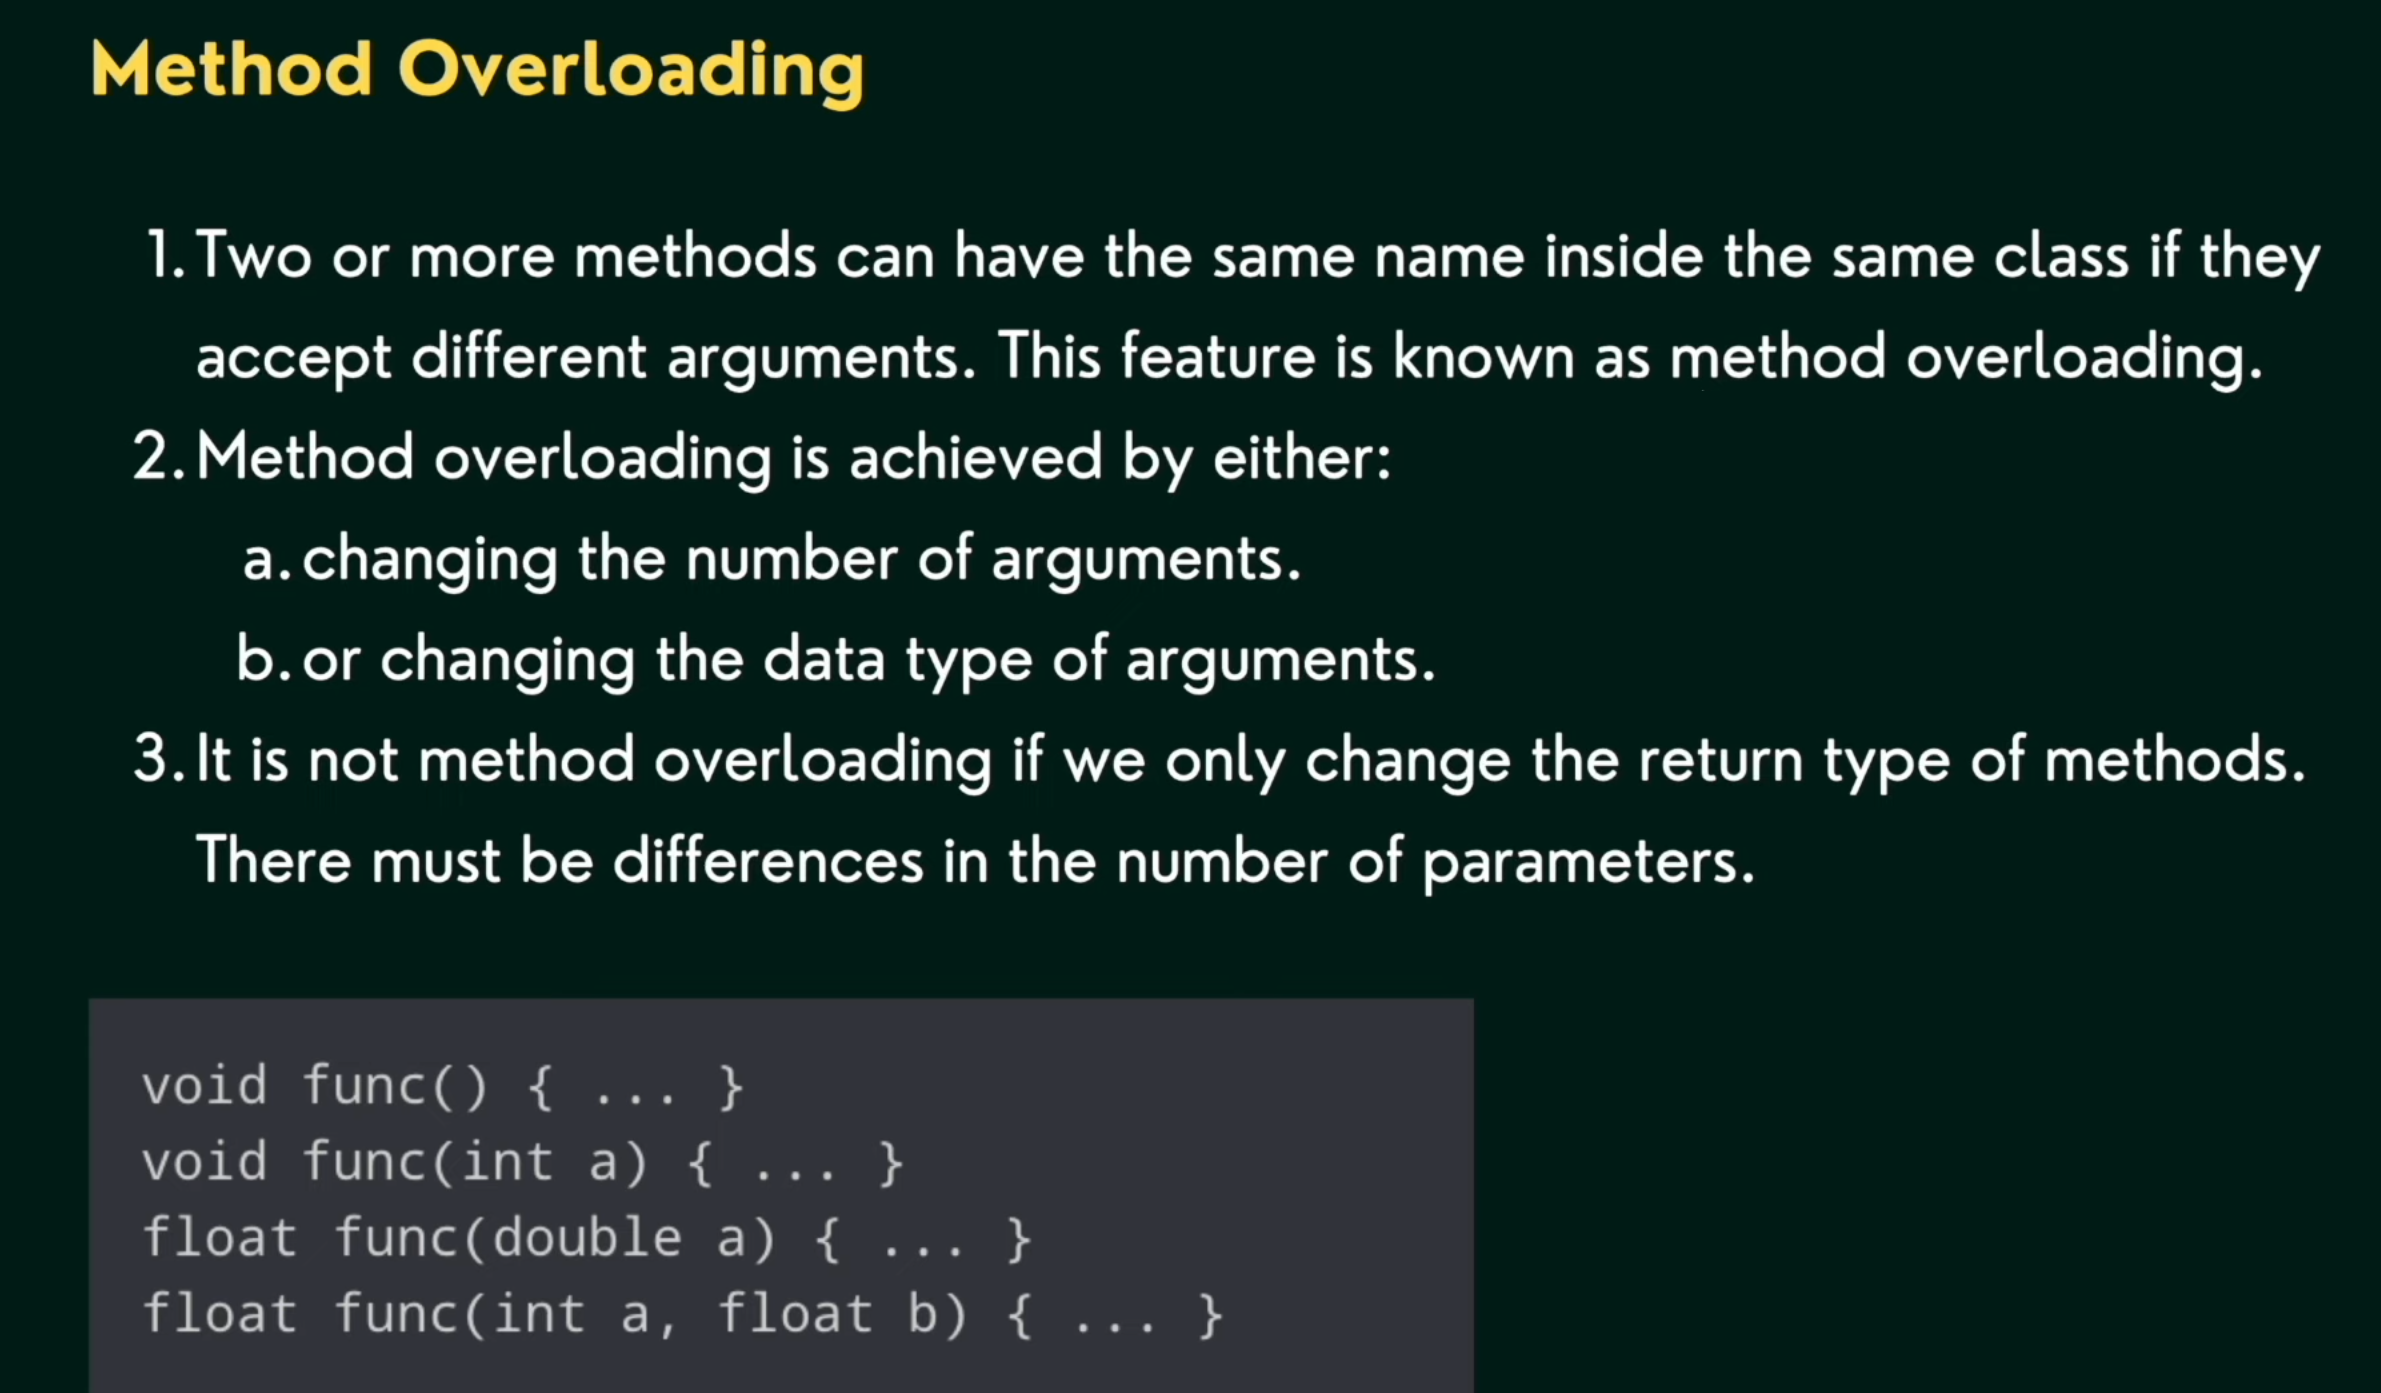 Method Overloading
1. Two or more methods can have the same name inside the same class if they
accept different arguments. This feature is known as method overloading.
2. Method overloading is achieved by either:
a. changing the number of arguments.
b. or changing the data type of arguments.
3. It is not method overloading if we only change the return type of methods.
There must be differences in the number of parameters.
void func() { ... }
void func(int a) { ... }
float func(double a) { ... }
float func(int a, float b) { ... }